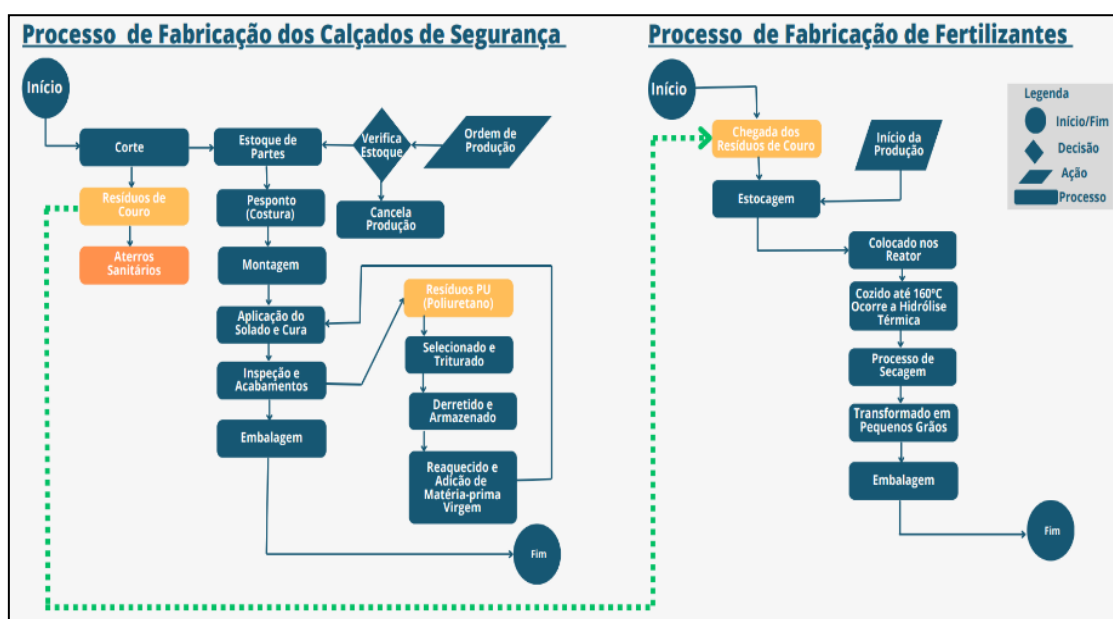 Processo de Fabricação dos Calçados de Segurança
Início
Corte
Estoque de
Partes
Verifica
Estoque
Ordem de
Produção
Resíduos de
Couro
Pesponto
(Costura)
Cancela
Produção
Aterros
Sanitários
Montagem
Resíduos PU
(Poliuretano)
Aplicação do
Solado e Cura
Selecionado e
Triturado
Inspeção e
Acabamentos
Derretido e
Armazenado
Embalagem
Reaquecido e
Adição de
Matéria-prima
Virgem
Fim
Processo de Fabricação de Fertilizantes
Início
Legenda
Início/Fim
Decisão
Ação
Processo
Chegada dos
Resíduos de Couro
Início da
Produção
Estocagem
Colocado nos
Reator
Cozido até 160ºC
Ocorre a Hidrólise
Térmica
Processo de
Secagem
Transformado em
Pequenos Grãos
Embalagem
Fim